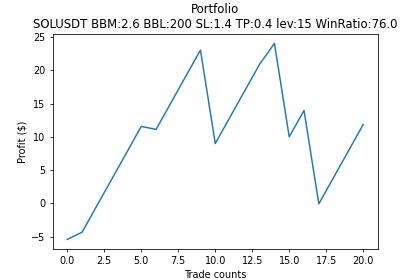 Portfolio
SOLUSDT BBM:2.6 BBL:200 SL:1.4 TP:0.4 lev:15 WinRatio:76.0
25
20
15
10
5
0
−5
Profit ($)
0.0 2.5 5.0 7.5 10.0 12.5 15.0 17.5 20.0
Trade counts